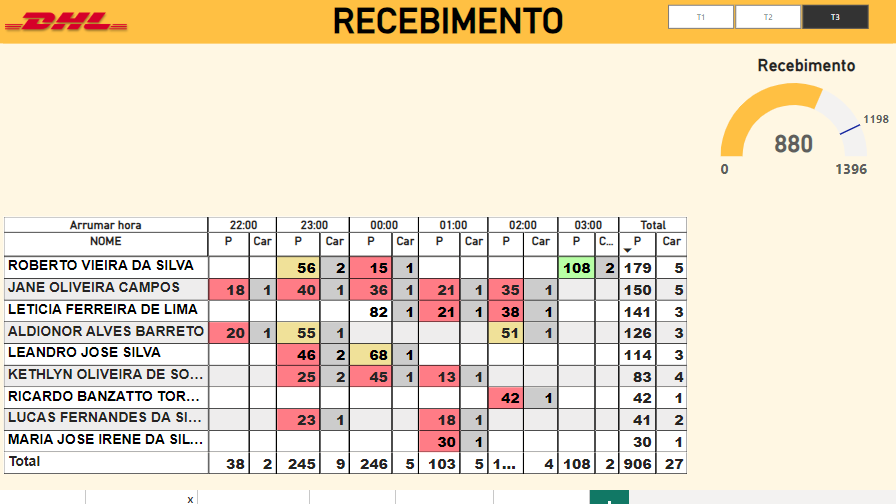 DHL RECEBIMENTO T1 T2 T3
Recebimento
1198
880
0 1396
Arrumar hora 22:00 23:00 00:00 01:00 02:00 03:00 Total
NOME P Car P Car P Car P Car P Car P C... P Car
ROBERTO VIEIRA DA SILVA 56 2 15 1 108 2 179 5
JANE OLIVEIRA CAMPOS 18 1 40 1 36 1 21 1 35 1 150 5
LETICIA FERREIRA DE LIMA 82 1 21 1 38 1 141 3
ALDIONOR ALVES BARRETO 20 1 55 1 51 1 126 3
LEANDRO JOSE SILVA 46 2 68 1 114 3
KETHLYN OLIVEIRA DE SO... 25 2 45 1 13 1 83 4
RICARDO BANZATTO TOR... 42 1 42 1
LUCAS FERNANDES DA SI... 23 1 18 1 41 2
MARIA JOSE IRENE DA SIL... 30 1 30 1
Total 38 2 245 9 246 5 103 5 1... 4 108 2 906 27
x